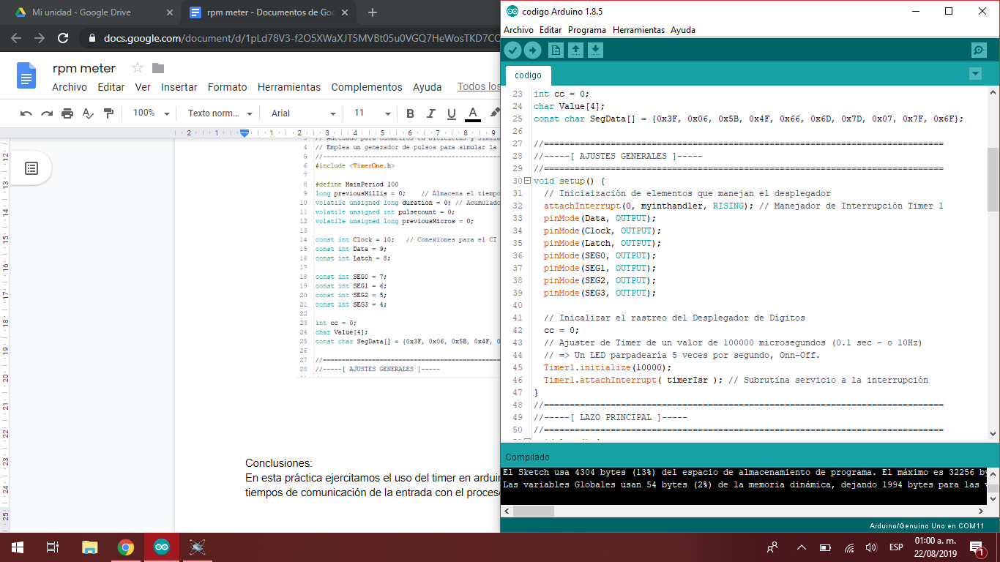 Mi unidad - Google Drive
rpm meter - Documentos de Goo
docs.google.com/document/d/1pLd78V3-f2O5XWaXJT5MVBt05u0VGQ7HeWosTKD7CC
rpm meter
Archivo Editar Ver Insertar Formato Herramientas Complementos Ayuda Todos los
100% Texto norm... Arial 11 B I U A
2 1 1 2 3 4 5 6 7 8 9
4 // Emplea un generador de pulsos para simular la
5 //------------------------------------------------
6 #include <TimerOne.h>
7
8 #define MainPeriod 100
9 long previousMillis = 0; // Almacena el tiempo
10 volatile unsigned long duration = 0; // Acumulado
11 volatile unsigned int pulsecount = 0;
12 volatile unsigned long previousMicros = 0;
13
14 const int Clock = 10; // Conexiones para el CI
15 const int Data = 9;
16 const int Latch = 8;
17
18 const int SEG0 = 7;
19 const int SEG1 = 6;
20 const int SEG2 = 5;
21 const int SEG3 = 4;
22
23 int cc = 0;
24 char Value[4];
25 const char SegData[] = {0x3F, 0x06, 0x5B, 0x4F, 0
26
27 //================================================
28 //-----[ AJUSTES GENERALES ]-----
Conclusiones:
En esta práctica ejercitamos el uso del timer en arduin
tiempos de comunicación de la entrada con el proces
codigo Arduino 1.8.5
Archivo Editar Programa Herramientas Ayuda
codigo
23 int cc = 0;
24 char Value[4];
25 const char SegData[] = {0x3F, 0x06, 0x5B, 0x4F, 0x66, 0x6D, 0x7D, 0x07, 0x7F, 0x6F};
26
27 //==============================================================================
28 //-----[ AJUSTES GENERALES ]-----
29 //==============================================================================
30 void setup() {
31 // Iniciaización de elementos que manejan el desplegador
32 attachInterrupt(0, myinthandler, RISING); // Manejador de Interrupción Timer 1
33 pinMode(Data, OUTPUT);
34 pinMode(Clock, OUTPUT);
35 pinMode(Latch, OUTPUT);
36 pinMode(SEG0, OUTPUT);
37 pinMode(SEG1, OUTPUT);
38 pinMode(SEG2, OUTPUT);
39 pinMode(SEG3, OUTPUT);
40
41 // Inicalizar el rastreo del Desplegador de Dígitos
42 cc = 0;
43 // Ajuster de Timer de un valor de 100000 microsegundos (0.1 sec - o 10Hz)
44 // => Un LED parpadearía 5 veces por segundo, Onn-Off.
45 Timer1.initialize(10000);
46 Timer1.attachInterrupt( timerIsr ); // Subrutina servicio a la interrupción
47 }
48 //==============================================================================
49 //-----[ LAZO PRINCIPAL ]-----
50 //==============================================================================
Compilado
El Sketch usa 4304 bytes (13%) del espacio de almacenamiento de programa. El máximo es 32256 by
Las variables Globales usan 54 bytes (2%) de la memoria dinámica, dejando 1994 bytes para las v
Arduino/Genuino Uno en COM11
ESP
01:00 a. m.
22/08/2019
1